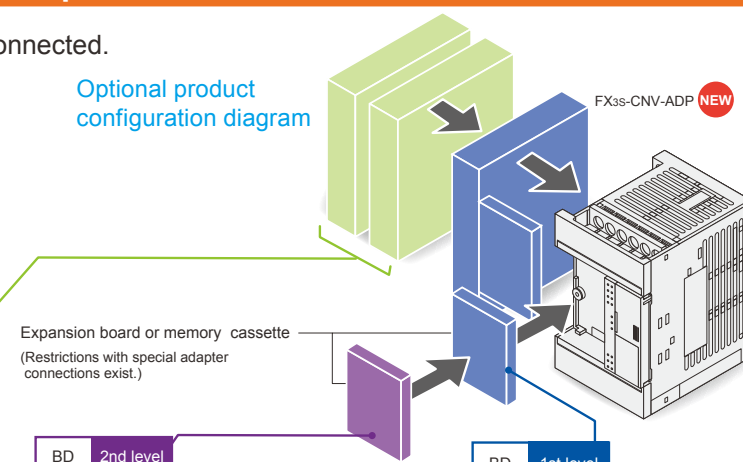 onnected.
Optional product
configuration diagram
FX3S-CNV-ADP NEW
Expansion board or memory cassette
(Restrictions with special adapter
connections exist.)
BD 2nd level
BD 1st level